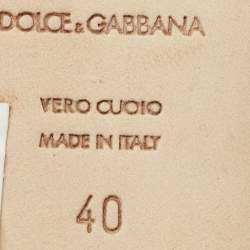 DOLCE & GABBANA
VERO CUOIO
MADE IN ITALY
40